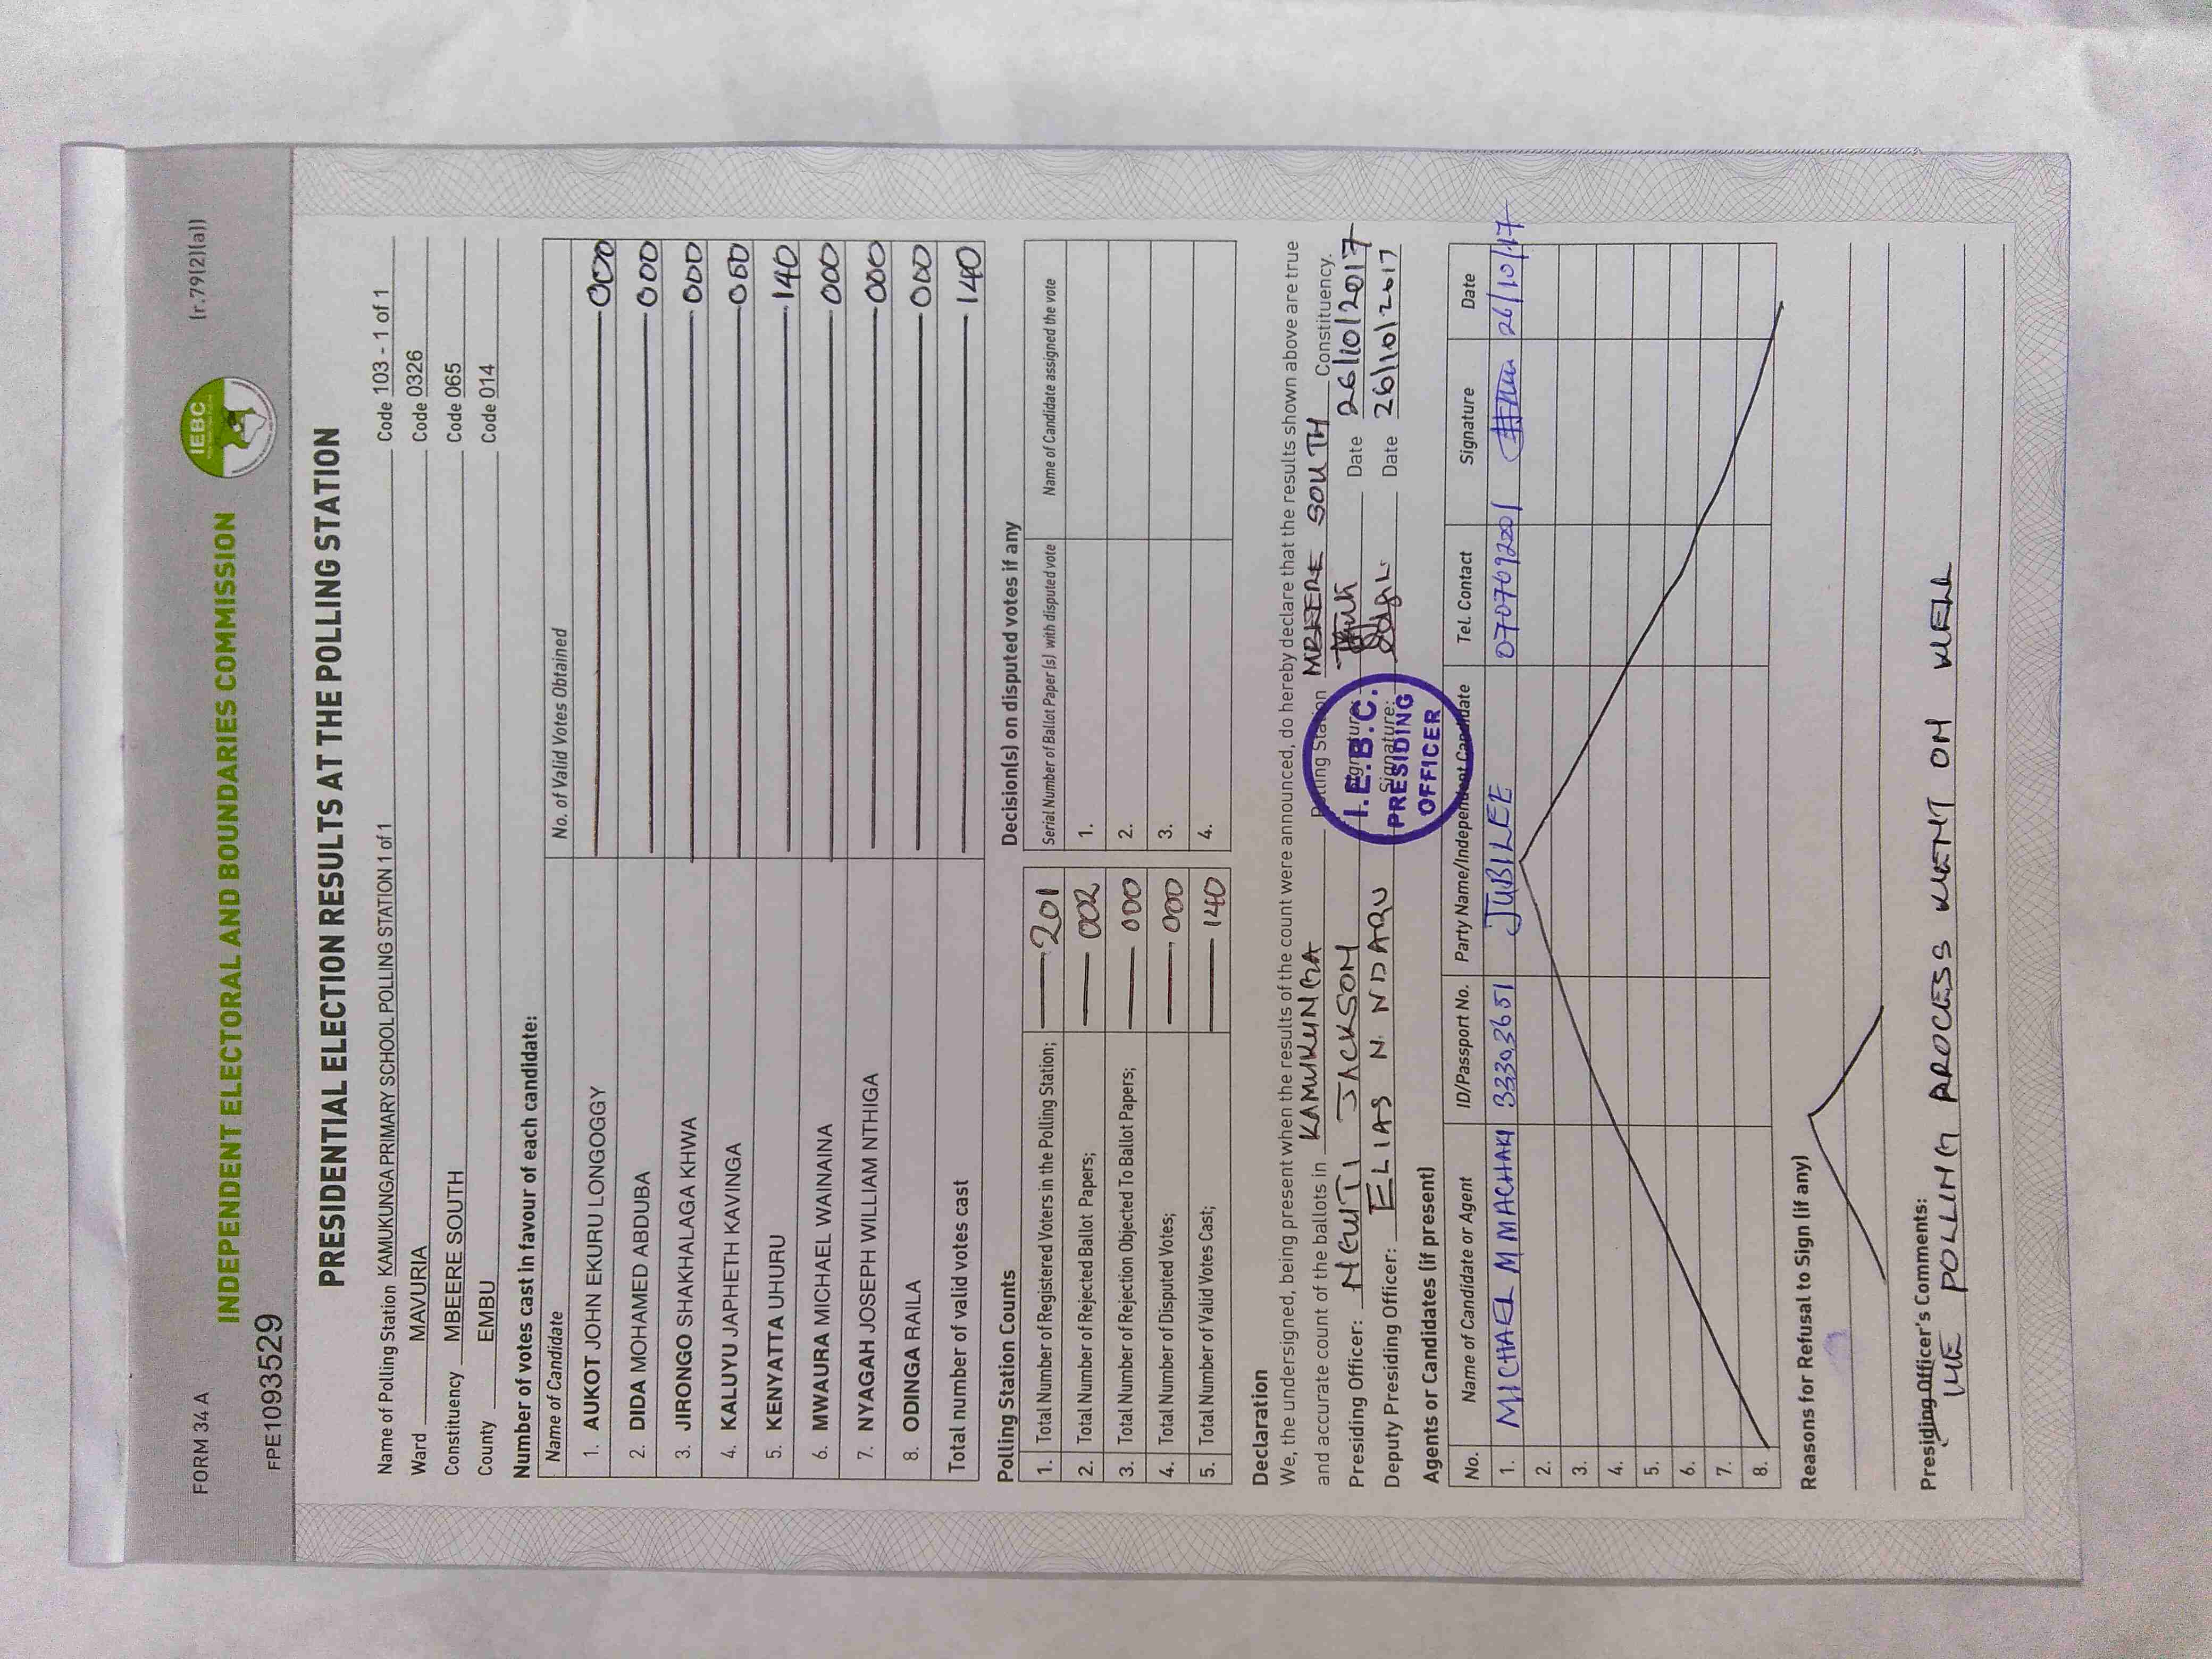 FORM 34 A
(r.79(2)(a))
IEBC
INDEPENDENT ELECTORAL AND BOUNDARIES COMMISSION
FPE1093529
PRESIDENTIAL ELECTION RESULTS AT THE POLLING STATION
Name of Polling Station KAMUKUNGA PRIMARY SCHOOL POLLING STATION 1 of 1 Code 103 - 1 of 1
Ward MAVURIA Code 0326
Constituency MBEERE SOUTH Code 065
County EMBU Code 014
Number of votes cast in favour of each candidate:
Name of Candidate No. of Valid Votes Obtained
1. AUKOT JOHN EKURU LONGOGGY 000
2. DIDA MOHAMED ABDUBA 000
3. JIRONGO SHAKHALAGA KHWA 000
4. KALUYU JAPHETH KAVINGA 000
5. KENYATTA UHURU 140
6. MWAURA MICHAEL WAINAINA 000
7. NYAGAH JOSEPH WILLIAM NTHIGA 000
8. ODINGA RAILA 000
Total number of valid votes cast 140
Polling Station Counts
1. Total Number of Registered Voters in the Polling Station; 201
2. Total Number of Rejected Ballot Papers; 002
3. Total Number of Rejection Objected To Ballot Papers; 000
4. Total Number of Disputed Votes; 000
5. Total Number of Valid Votes Cast; 140
Decision(s) on disputed votes if any
Serial Number of Ballot Paper (s) with disputed vote Name of Candidate assigned the vote
1.
2.
3.
4.
Declaration
We, the undersigned, being present when the results of the count were announced, do hereby declare that the results shown above are true
and accurate count of the ballots in KAMUKUNGA Polling Station MBEERE SOUTH Constituency.
Presiding Officer: NGUTI JACKSON Signature: Date 26/10/2017
Deputy Presiding Officer: ELIAS N. NDARU Signature: Date 26/10/2017
I.E.B.C.
PRESIDING
OFFICER
Agents or Candidates (if present)
No. Name of Candidate or Agent ID/Passport No. Party Name/Independent Candidate Tel. Contact Signature Date
1. MICHAEL M MACHAKI 33303651 JUBILEE 0707692001 26/10/17
2.
3.
4.
5.
6.
7.
8.
Reasons for Refusal to Sign (if any)
Presiding Officer's Comments:
THE POLLING PROCESS WENT ON WELL